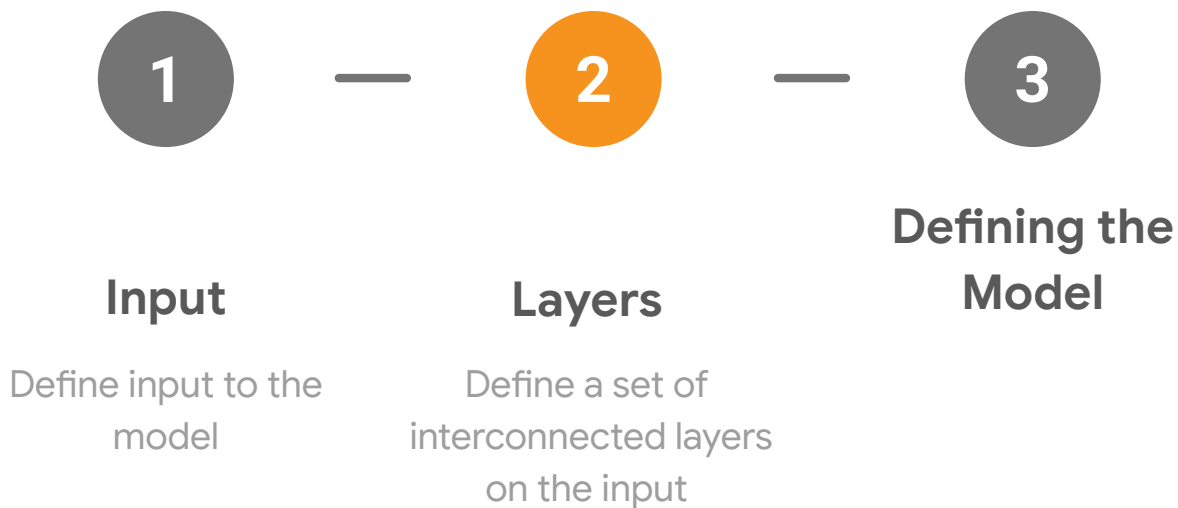 1
2
3
Input
Define input to the
model
Layers
Define a set of
interconnected layers
on the input
Defining the
Model